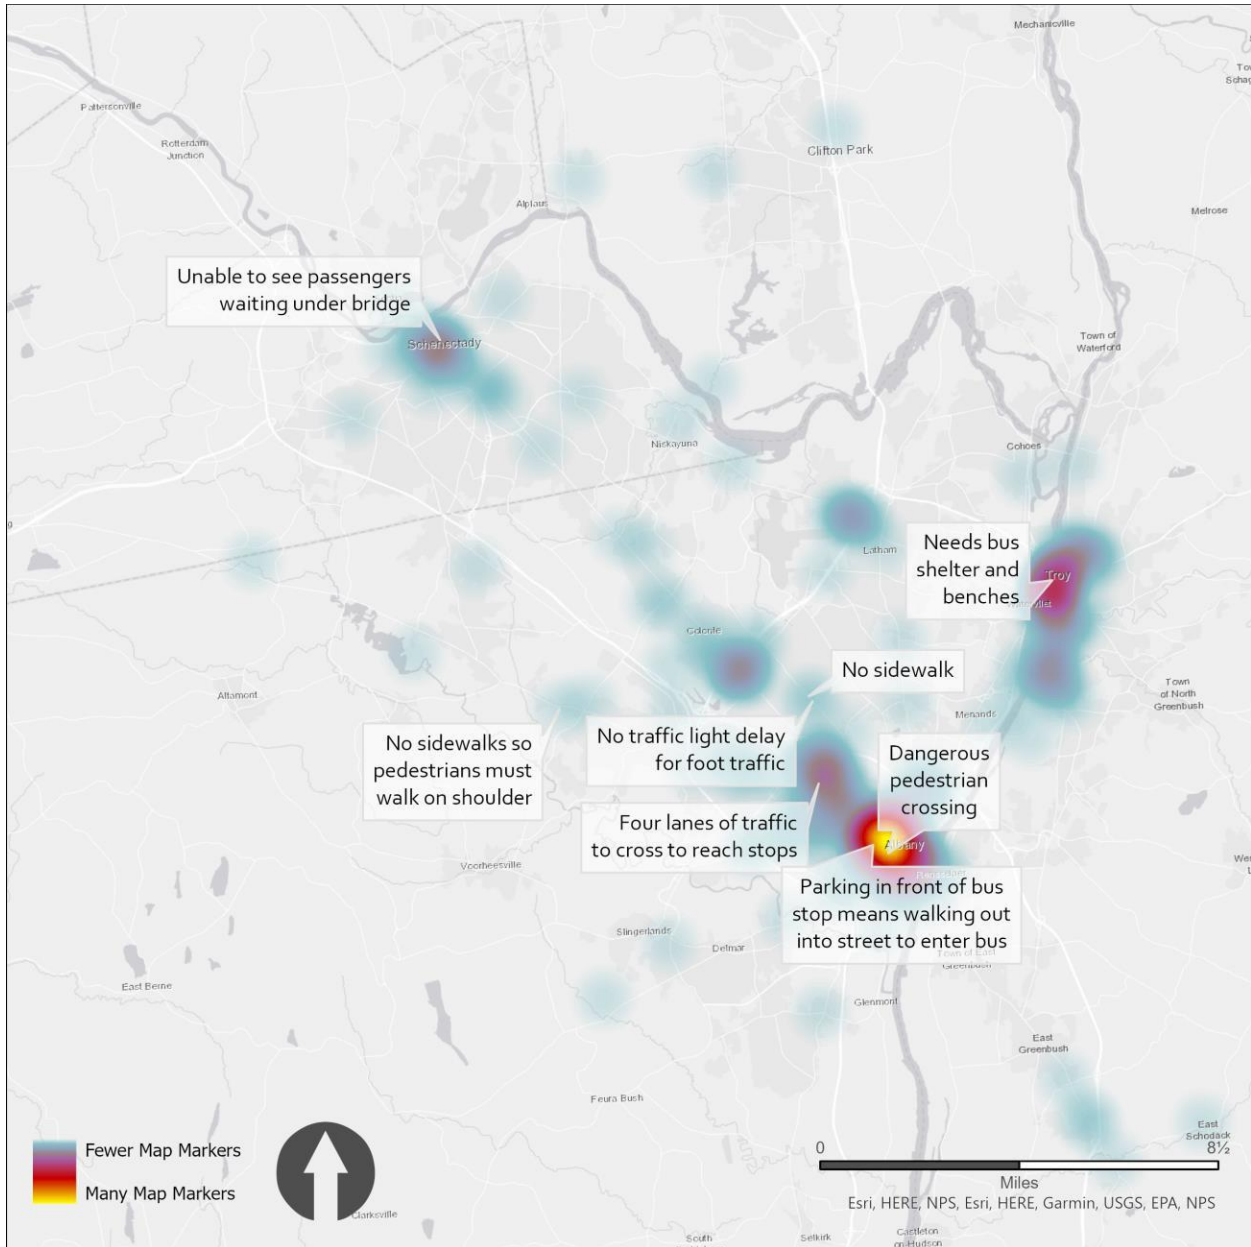 Mechanicville
Pattersonville
Rotterdam
Junction
Clifton Park
Alplaus
Melrose
Unable to see passengers
waiting under bridge
Schenectady
Town of
Waterford
Niskayuna
Cohoes
Latham
Needs bus
shelter and
benches
Troy
Colonie
No sidewalk
Town
of North
Greenbush
Altamont
Menands
No sidewalks so
pedestrians must
walk on shoulder
No traffic light delay
for foot traffic
Dangerous
pedestrian
crossing
Four lanes of traffic
to cross to reach stops
Albany
Voorheesville
Parking in front of bus
stop means walking out
into street to enter bus
Slingerlands
Delmar
Town of East
Greenbush
East Berne
Glenmont
East
Greenbush
Feura Bush
East
Schodack
Fewer Map Markers
Many Map Markers
0
8½
Miles
Esri, HERE, NPS, Esri, HERE, Garmin, USGS, EPA, NPS
Clarksville
South
Selkirk
Castleton
on-Hudson